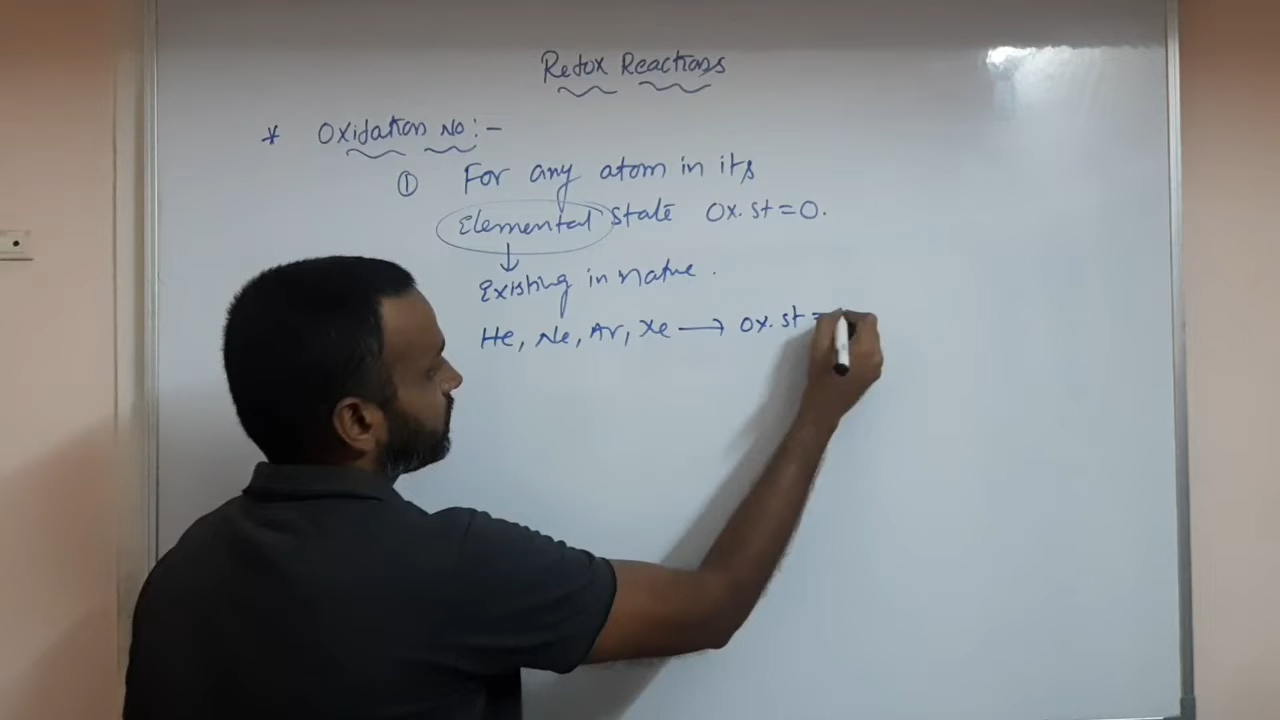 Redox Reactions
* Oxidation No:-
① For any atom in its
Elemental state Ox. st = 0.
↓
Existing in nature.
He, Ne, Ar, Xe → Ox. st =